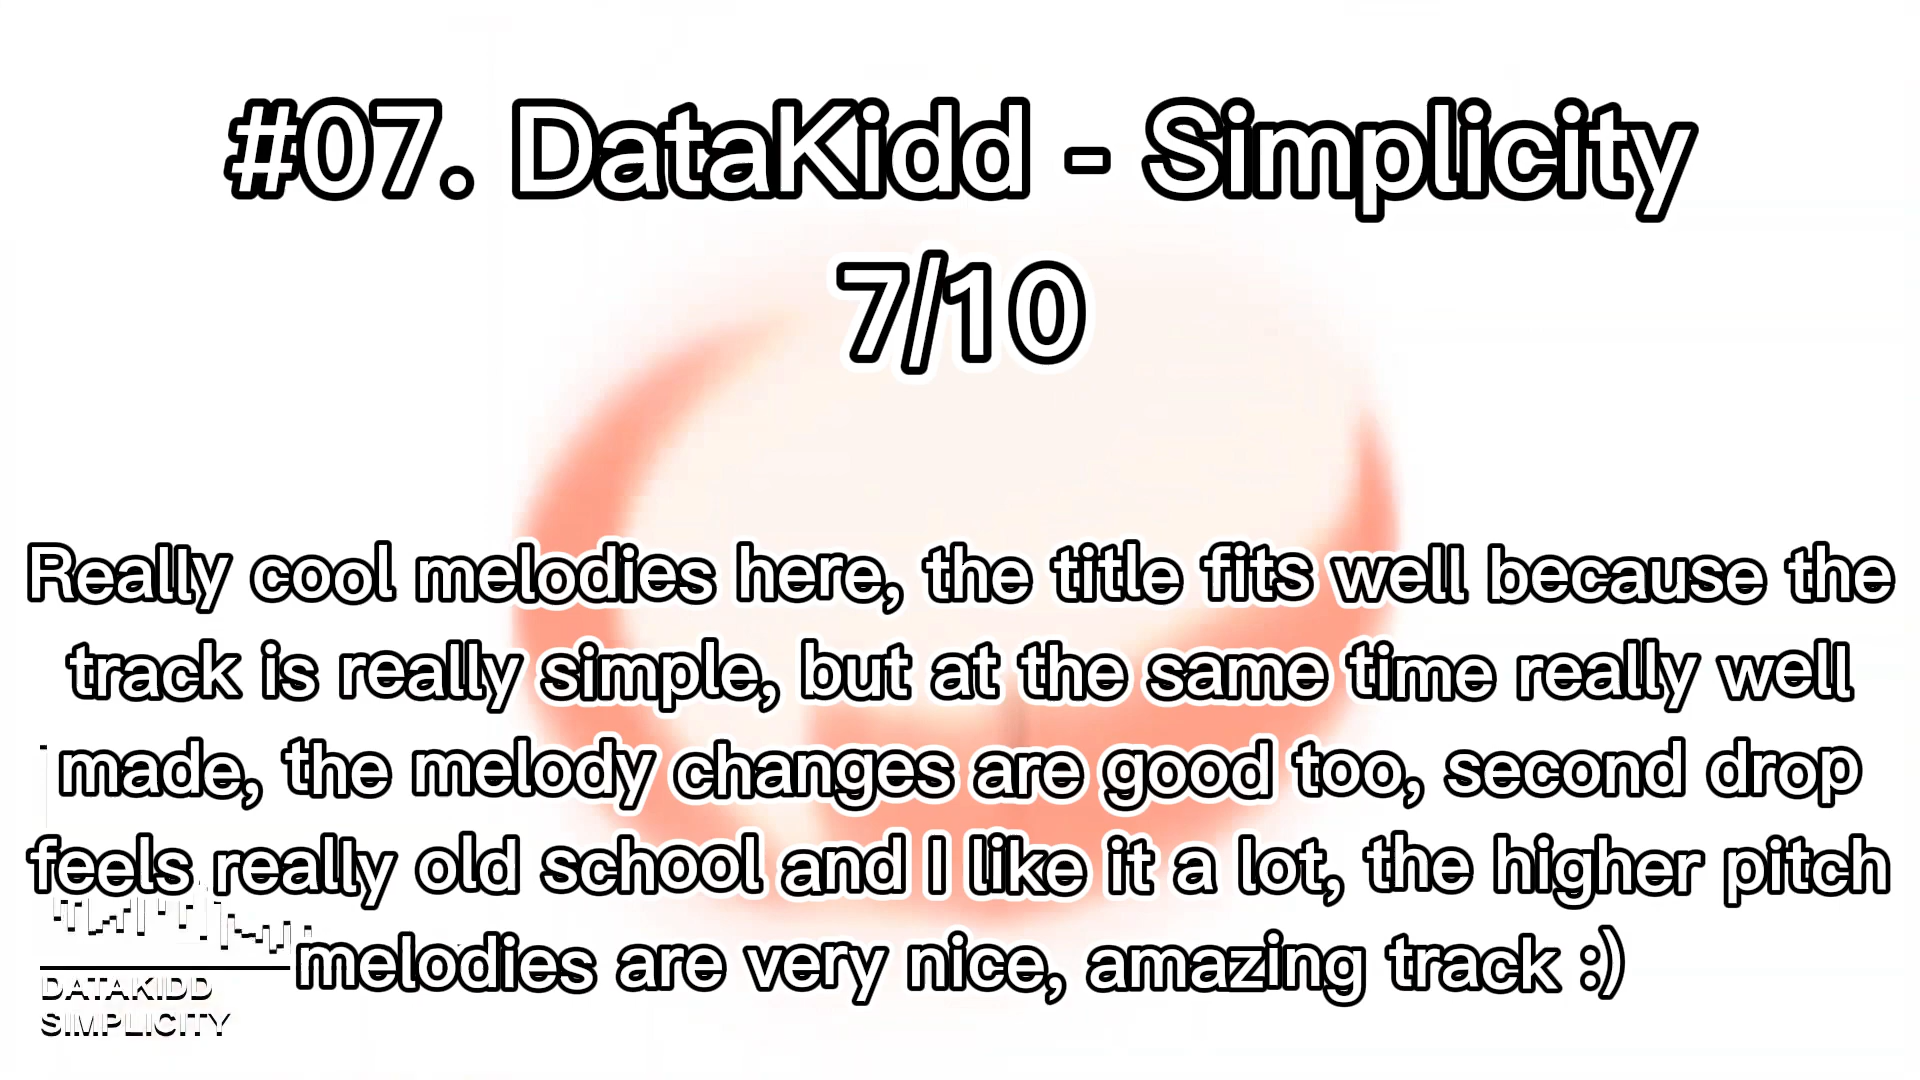 #07. DataKidd - Simplicity
7/10
Really cool melodies here, the title fits well because the
track is really simple, but at the same time really well
made, the melody changes are good too, second drop
feels really old school and I like it a lot, the higher pitch
melodies are very nice, amazing track :)
DATAKIDD
SIMPLICITY